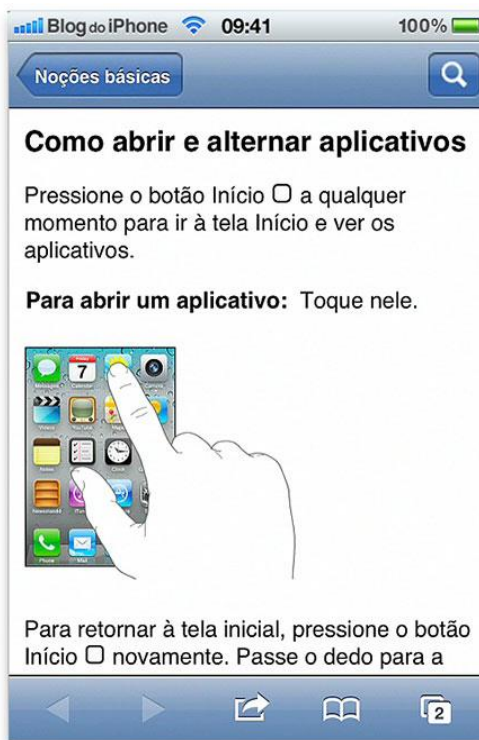 Blog do iPhone 09:41 100%
Noções básicas
Como abrir e alternar aplicativos
Pressione o botão Início a qualquer
momento para ir à tela Início e ver os
aplicativos.
Para abrir um aplicativo: Toque nele.
7
Para retornar à tela inicial, pressione o botão
Início novamente. Passe o dedo para a
2